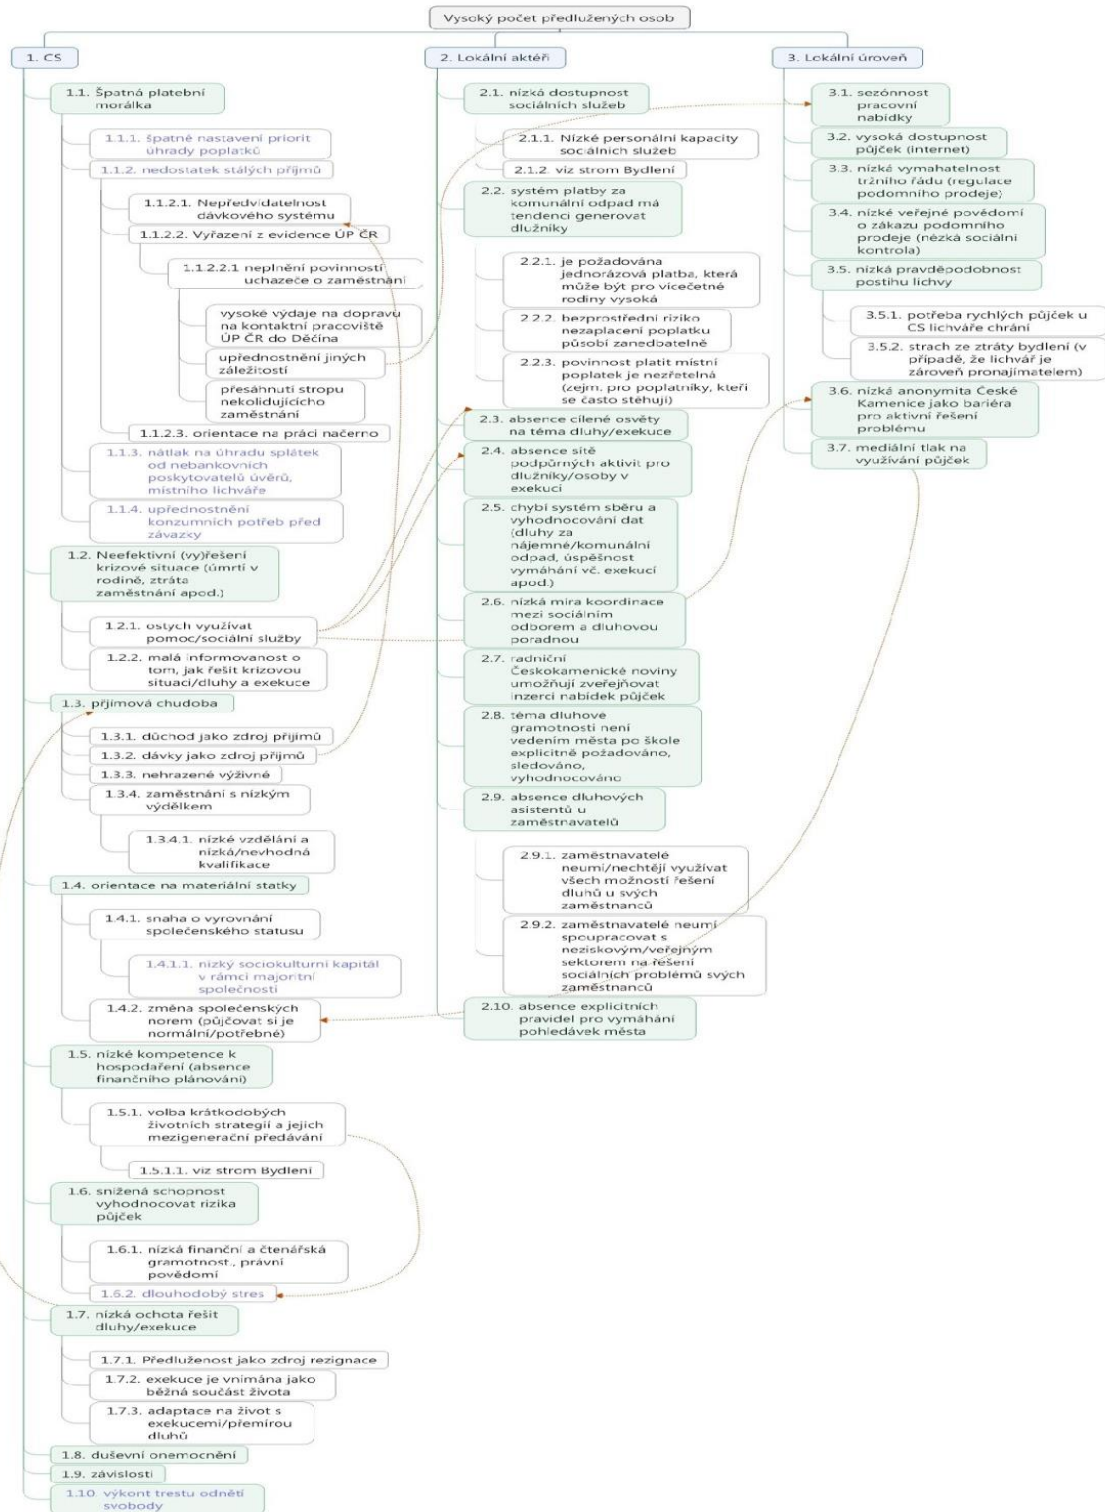 Vysoký počet předlužených osob
1. CS
1.1. Špatná platební
morálka
1.1.1. špatné nastavení priorit
úhrady poplatků
1.1.2. nedostatek stálých příjmů
1.1.2.1. Nepředvídatelnost
dávkového systému
1.1.2.2. Vyřazení z evidence ÚP ČR
1.1.2.2.1 neplnění povinností
uchazeče o zaměstnání
vysoké výdaje na dopravu
na kontaktní pracoviště
ÚP ČR do Děčína
upřednostnění jiných
záležitostí
přesáhnutí stropu
nekolidujícícho
zaměstnání
1.1.2.3. orientace na práci načerno
1.1.3. nátlak na úhradu splátek
od nebankovních
poskytovatelů úvěrů,
místního lichváře
1.1.4. upřednostnění
konzumních potřeb před
závazky
1.2. Neefektivní (vy)řešení
krizové situace (úmrtí v
rodině, ztráta
zaměstnání apod.)
1.2.1. ostych využívat
pomoc/sociální služby
1.2.2. malá informovanost o
tom, jak řešit krizovou
situaci/dluhy a exekuce
1.3. příjmová chudoba
1.3.1. důchod jako zdroj přijimů
1.3.2. dávky jako zdroj příjmů
1.3.3. nehrazené výživné
1.3.4. zaměstnání s nízkým
výdělkem
1.3.4.1. nízké vzdělání a
nízká/nevhodná
kvalifikace
1.4. orientace na materiální statky
1.4.1. snaha o vyrovnání
společenského statusu
1.4.1.1. nízký sociokulturní kapitál
v rámci majoritní
společnosti
1.4.2. změna společenských
norem (půjčovat si je
normální/potřebné)
1.5. nízké kompetence k
hospodaření (absence
finančního plánování)
1.5.1. volba krátkodobých
životních strategií a jejich
mezigenerační předávání
1.5.1.1. viz strom Bydlení
1.6. snížená schopnost
vyhodnocovat rizika
půjček
1.6.1. nízká finanční a čtenářská
gramotnost., právní
povědomí
1.6.2. dlouhodobý stres
1.7. nízká ochota řešit
dluhy/exekuce
1.7.1. Předluženost jako zdroj rezignace
1.7.2. exekuce je vnímána jako
běžná součást života
1.7.3. adaptace na život s
exekucemi/přemírou
dluhů
1.8. duševní onemocnění
1.9. závislosti
1.10. výkont trestu odnětí
svobody
2. Lokální aktéři
2.1. nízká dostupnost
sociálních služeb
2.1.1. Nízké personální kapacity
sociálních služeb
2.1.2. viz strom Bydlení
2.2. systém platby za
komunální odpad má
tendenci generovat
dlužníky
2.2.1. je požadována
jednorázová platba, která
může být pro vícečetné
rodiny vysoká
2.2.2. bezprostřední riziko
nezaplacení poplatku
působí zanedbatelně
2.2.3. povinnost platit místní
poplatek je nezřetelná
(zejm. pro poplatníky, kteří
se často stěhují)
2.3. absence cílené osvěty
na téma dluhy/exekuce
2.4. absence sítě
podpůrných aktivit pro
dlužníky/osoby v
exekuci
2.5. chybí systém sběru a
vyhodnocování dat
(dluhy za
nájemné/komunální
odpad, úspěšnost
vymáhání vč. exekucí
apod.)
2.6. nízká míra koordinace
mezi sociálním
odborem a dluhovou
poradnou
2.7. radniční
Českokamenické noviny
umožňují zveřejňovat
inzerci nabídek půjček
2.8. téma dluhové
gramotnosti není
vedením města po škole
explicitně požadováno,
sledováno,
vyhodnocováno
2.9. absence dluhových
asistentů u
zaměstnavatelů
2.9.1. zaměstnavatelé
neumí/nechtějí využívat
všech možností řešení
dluhů u svých
zaměstnanců
2.9.2. zaměstnavatelé neumí
spoupracovat s
neziskovým/veřejným
sektorem na řešení
sociálních problémů svých
zaměstnanců
2.10. absence explicitních
pravidel pro vymáhání
pohledávek města
3. Lokální úroveň
3.1. sezónnost
pracovní
nabídky
3.2. vysoká dostupnost
půjček (internet)
3.3. nízká vymahatelnost
tržního řádu (regulace
podomního prodeje)
3.4. nízké veřejné povědomí
o zákazu podomního
prodeje (nézká sociální
kontrola)
3.5. nízká pravděpodobnost
postihu lichvy
3.5.1. potřeba rychlých půjček u
CS lichváře chrání
3.5.2. strach ze ztráty bydlení (v
případě, že lichvář je
zároveň pronajímatelem)
3.6. nízká anonymita České
Kamenice jako bariéra
pro aktivní řešení
problému
3.7. mediální tlak na
využívání půjček